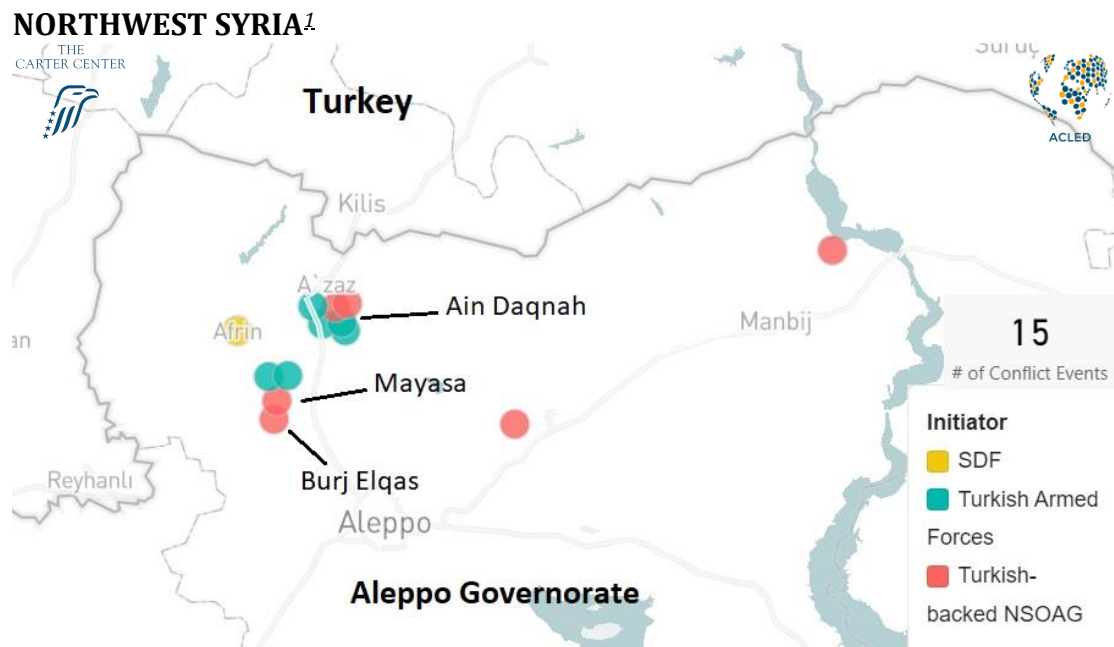 NORTHWEST SYRIA1
THE
CARTER CENTER
Turkey
ACLED
Kilis
A zaz
Ain Daqnah
Afrin
Manbij
15
# of Conflict Events
Mayasa
Initiator
SDF
Turkish Armed
Forces
Turkish-
backed NSOAG
Burj Elqas
Reyhanlı
Aleppo
Aleppo Governorate